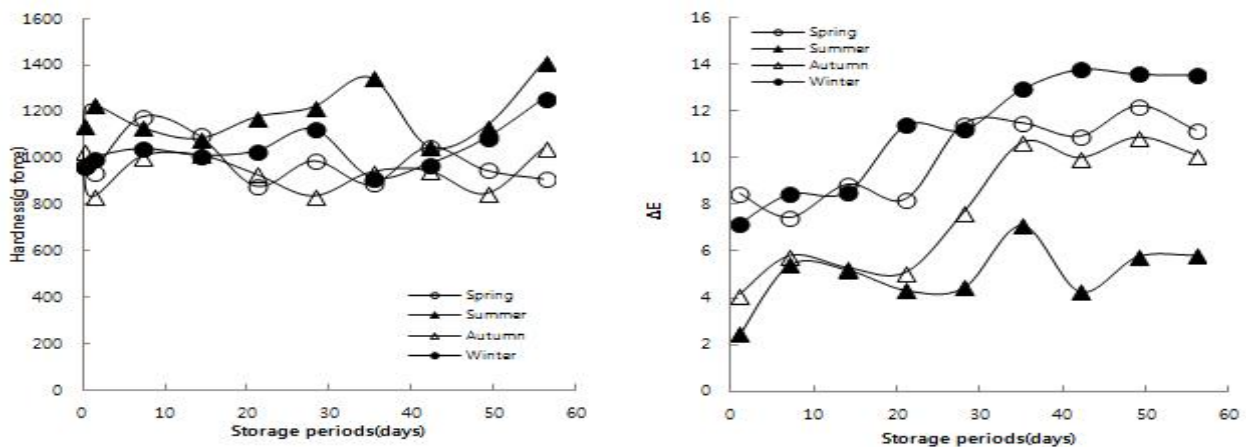 1600
1400
1200
1000
800
600
400
200
0
Hardness(g force)
Spring
Summer
Autumn
Winter
0 10 20 30 40 50 60
Storage periods(days)
16
14
12
10
8
6
4
2
0
ΔE
Spring
Summer
Autumn
Winter
0 10 20 30 40 50 60
Storage periods(days)